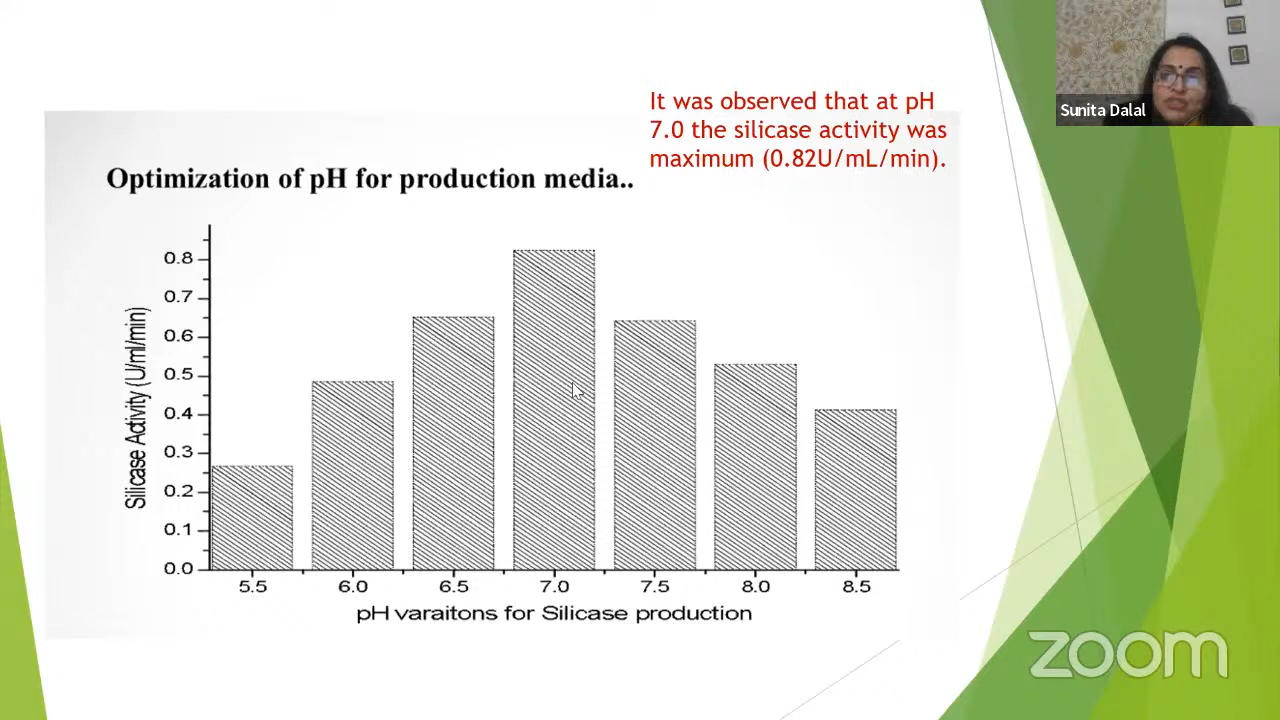 It was observed that at pH
7.0 the silicase activity was
maximum (0.82U/mL/min).
Sunita Dalal
Optimization of pH for production media..
Silicase Activity (U/ml/min)
0.8
0.7
0.6
0.5
0.4
0.3
0.2
0.1
0.0
5.5 6.0 6.5 7.0 7.5 8.0 8.5
pH varaitons for Silicase production
zoom